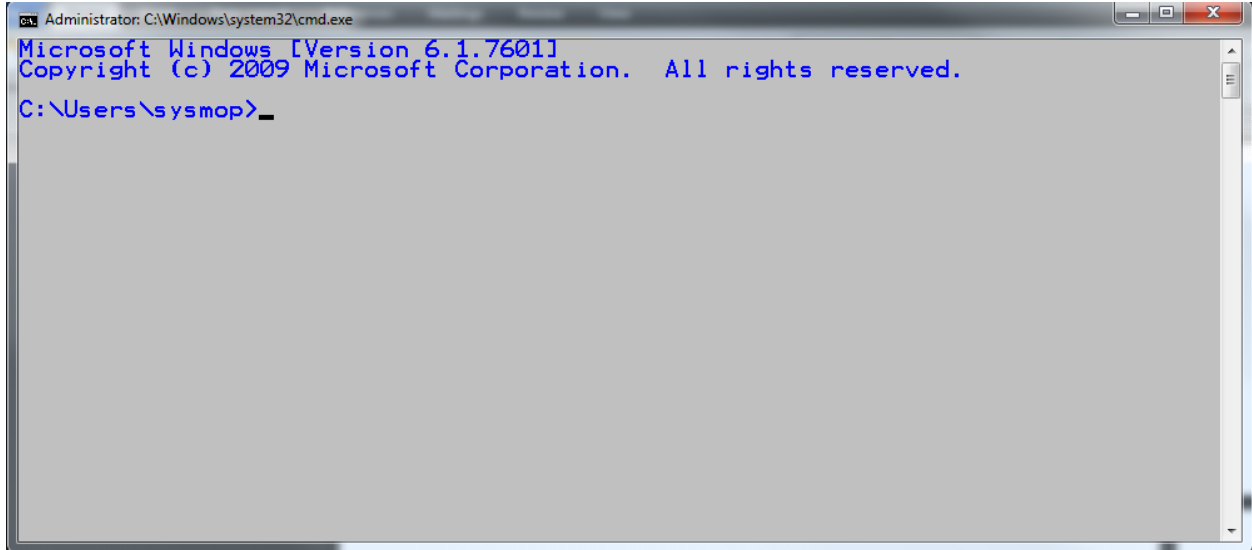 Administrator: C:\Windows\system32\cmd.exe
Microsoft Windows [Version 6.1.7601]
Copyright (c) 2009 Microsoft Corporation.  All rights reserved.
C:\Users\sysmop>_